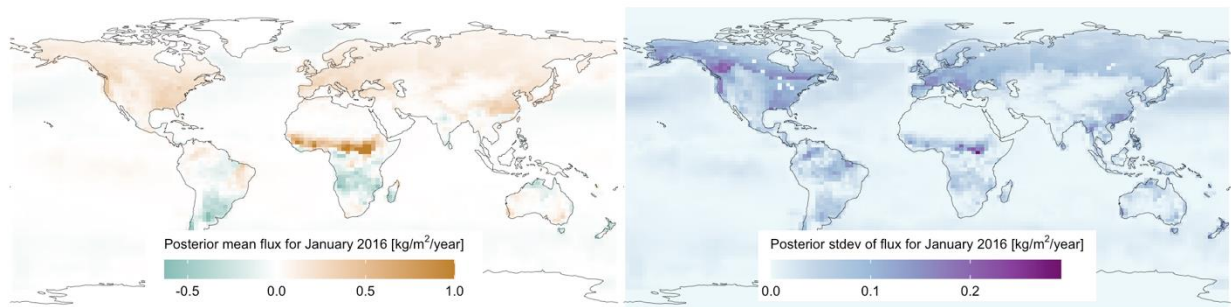 Posterior mean flux for January 2016 [kg/m²/year]
-0.5 0.0 0.5 1.0
Posterior stdev of flux for January 2016 [kg/m²/year]
0.0 0.1 0.2